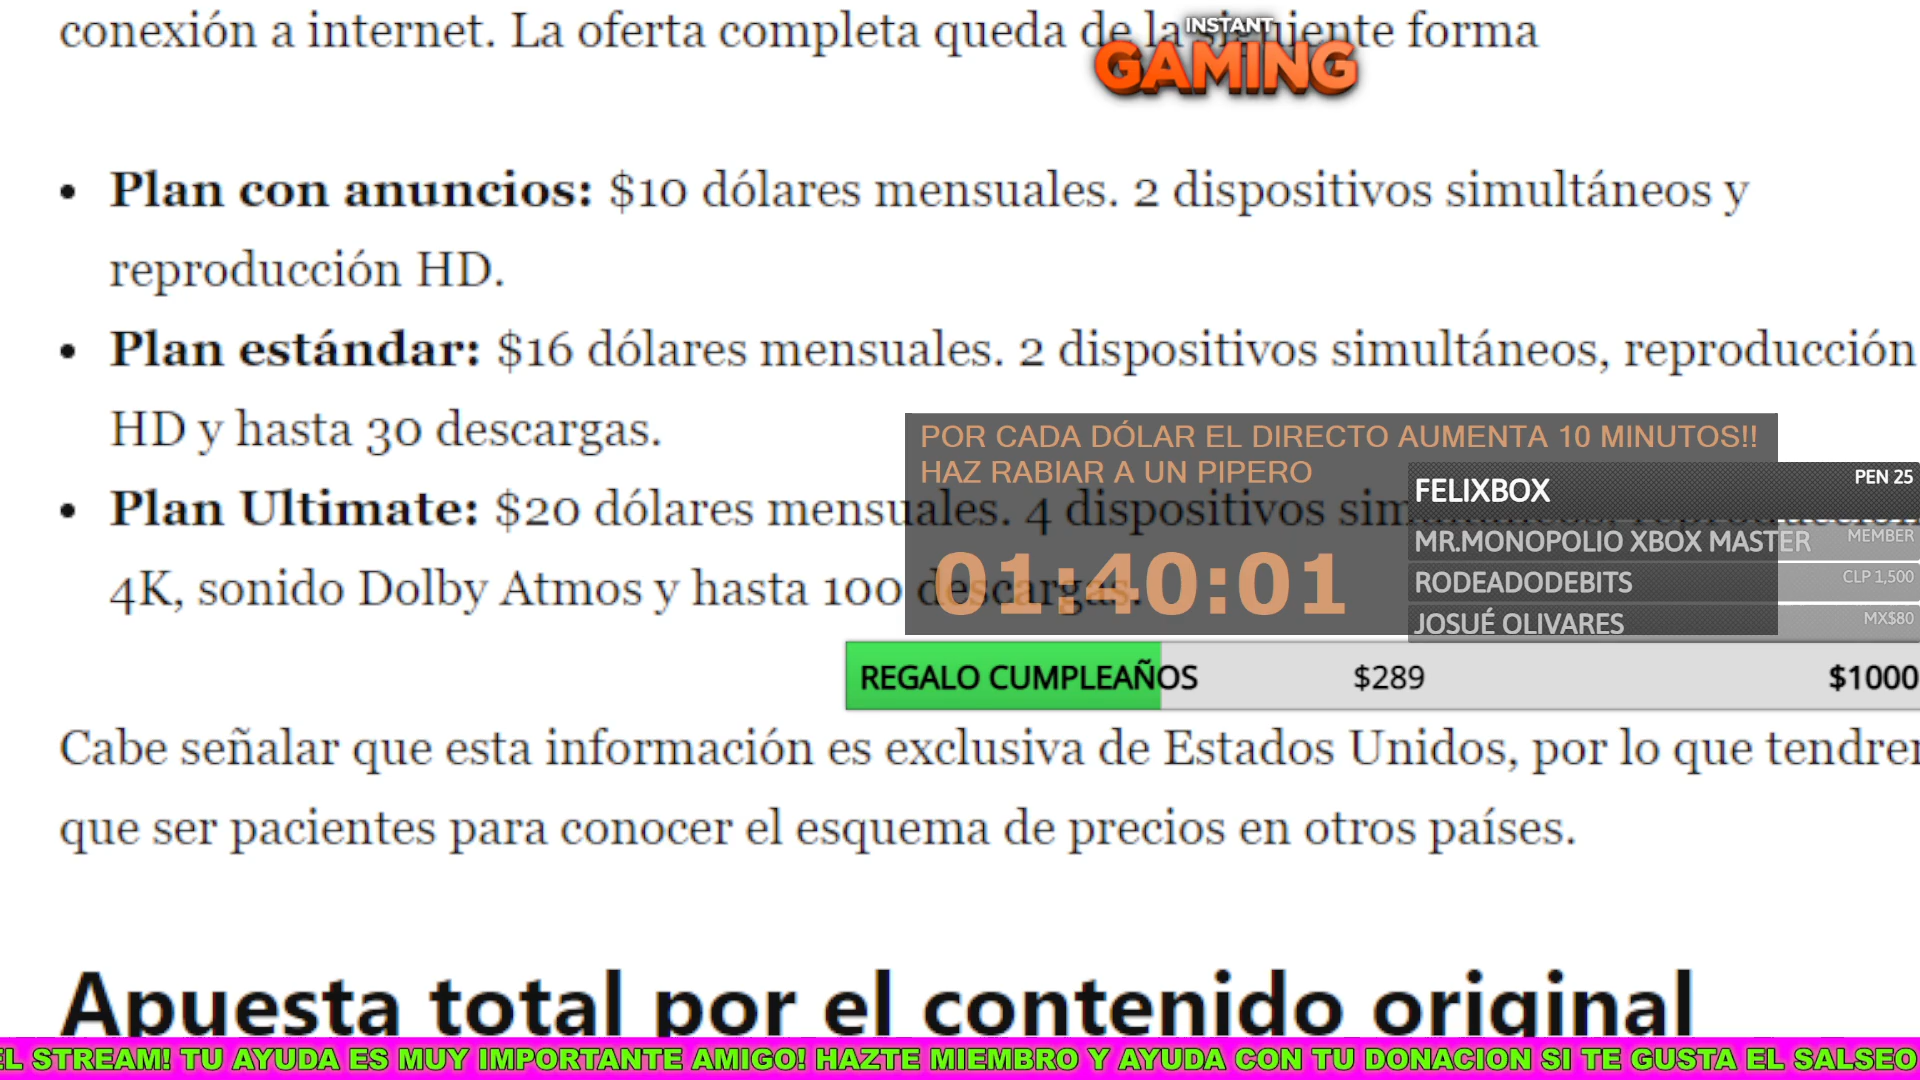 conexión a internet. La oferta completa queda de la siguiente forma
INSTANT
GAMING
Plan con anuncios: $10 dólares mensuales. 2 dispositivos simultáneos y
reproducción HD.
Plan estándar: $16 dólares mensuales. 2 dispositivos simultáneos, reproducción
HD y hasta 30 descargas.
POR CADA DÓLAR EL DIRECTO AUMENTA 10 MINUTOS!!
HAZ RABIAR A UN PIPERO
FELIXBOX PEN 25
Plan Ultimate: $20 dólares mensuales. 4 dispositivos
MR.MONOPOLIO XBOX MASTER MEMBER
4K, sonido Dolby Atmos y hasta 100 descargas.
01:40:01
RODEADODEBITS CLP 1,500
JOSUÉ OLIVARES MX$80
REGALO CUMPLEAÑOS $289 $1000
Cabe señalar que esta información es exclusiva de Estados Unidos, por lo que
que ser pacientes para conocer el esquema de precios en otros países.
Apuesta total por el contenido original
EL STREAM! TU AYUDA ES MUY IMPORTANTE AMIGO! HAZTE MIEMBRO Y AYUDA CON TU DONACION SI TE GUSTA EL SALSEO